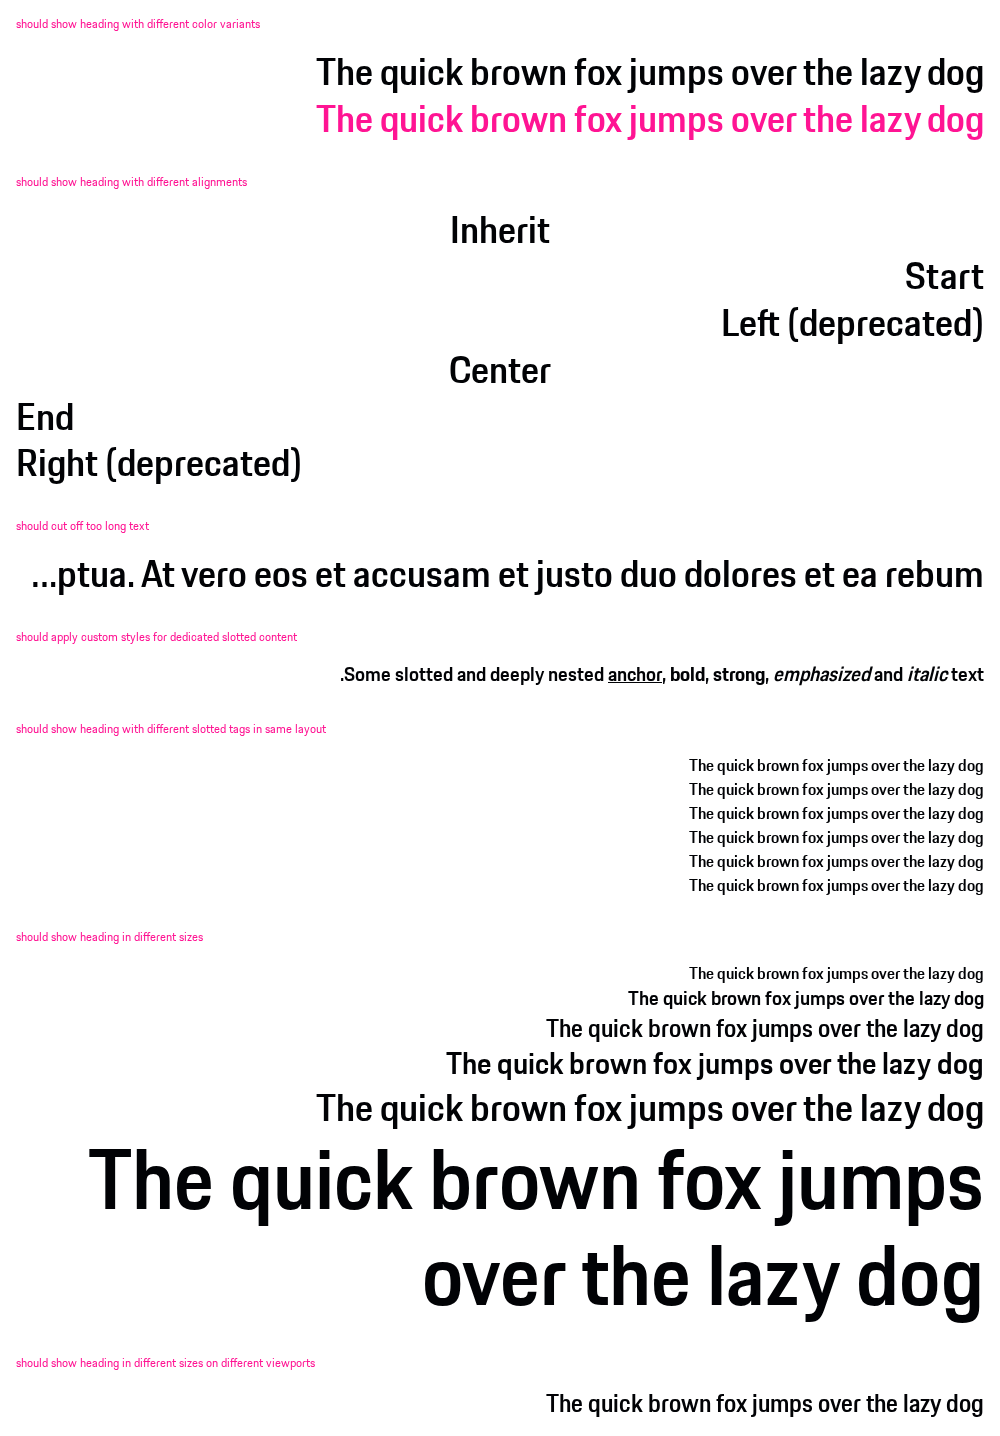 should show heading with different color variants
The quick brown fox jumps over the lazy dog
The quick brown fox jumps over the lazy dog
should show heading with different alignments
Inherit
Start
Left (deprecated)
Center
End
Right (deprecated)
should cut off too long text
…ptua. At vero eos et accusam et justo duo dolores et ea rebum
should apply custom styles for dedicated slotted content
.Some slotted and deeply nested anchor, bold, strong, emphasized and italic text
should show heading with different slotted tags in same layout
The quick brown fox jumps over the lazy dog
The quick brown fox jumps over the lazy dog
The quick brown fox jumps over the lazy dog
The quick brown fox jumps over the lazy dog
The quick brown fox jumps over the lazy dog
The quick brown fox jumps over the lazy dog
should show heading in different sizes
The quick brown fox jumps over the lazy dog
The quick brown fox jumps over the lazy dog
The quick brown fox jumps over the lazy dog
The quick brown fox jumps over the lazy dog
The quick brown fox jumps over the lazy dog
The quick brown fox jumps
over the lazy dog
should show heading in different sizes on different viewports
The quick brown fox jumps over the lazy dog